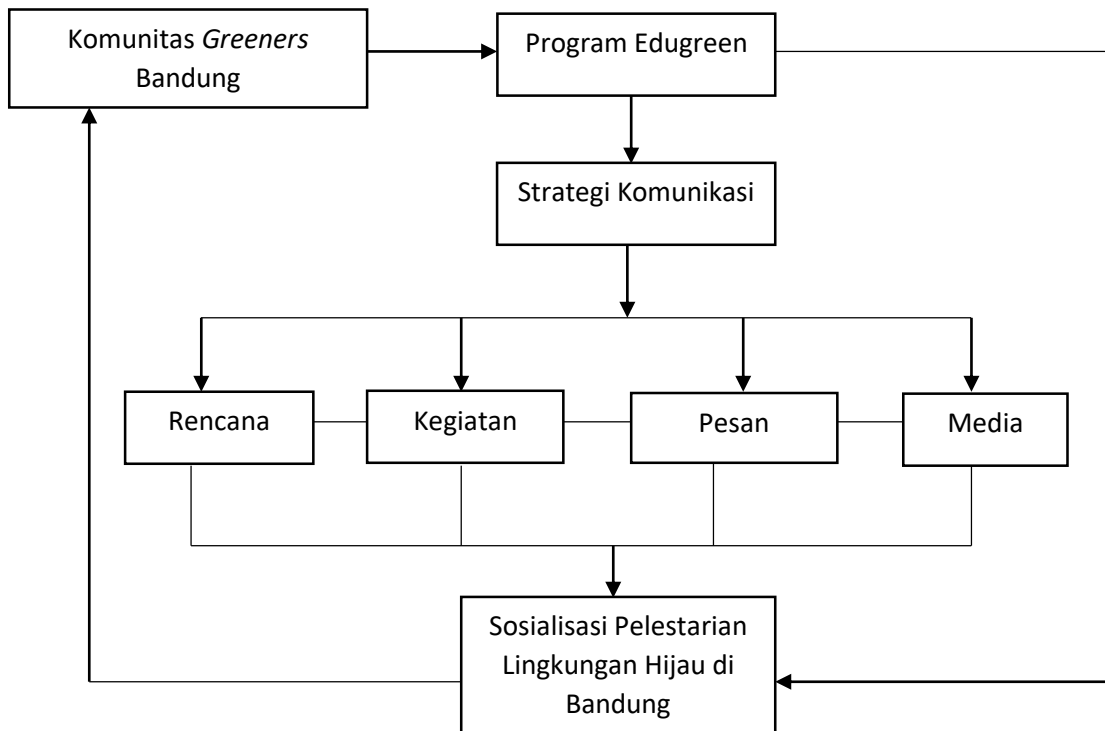 Komunitas Greeners
Bandung
Program Edugreen
Strategi Komunikasi
Rencana
Kegiatan
Pesan
Media
Sosialisasi Pelestarian
Lingkungan Hijau di
Bandung